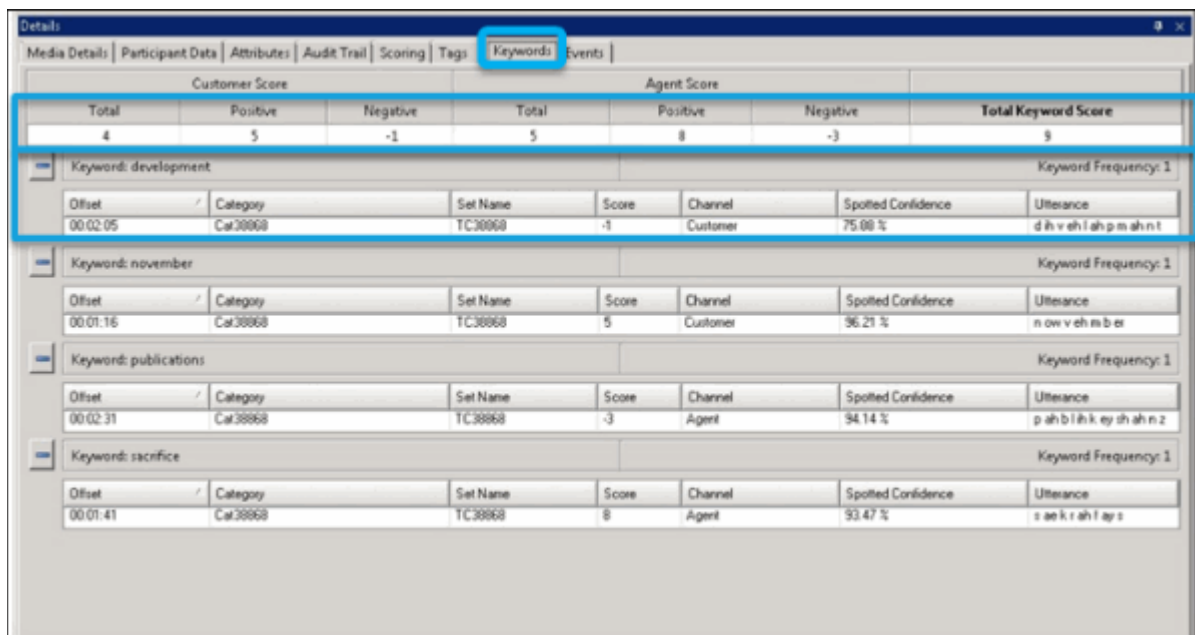 Details
Media Details Participant Data Attributes Audit Trail Scoring Tags Keywords Events
Customer Score Agent Score
Total Positive Negative Total Positive Negative Total Keyword Score
4 5 -1 5 8 -3 9
Keyword: development Keyword Frequency: 1
Offset Category Set Name Score Channel Spotted Confidence Utterance
00:02:05 Cat38868 TC38868 -1 Customer 75.88 % d ih v eh l ah p m ah n t
Keyword: november Keyword Frequency: 1
Offset Category Set Name Score Channel Spotted Confidence Utterance
00:01:16 Cat38868 TC38868 5 Customer 96.21 % n ow v eh m b er
Keyword: publications Keyword Frequency: 1
Offset Category Set Name Score Channel Spotted Confidence Utterance
00:02:31 Cat38868 TC38868 -3 Agent 94.14 % p ah b l ih k ey sh ah n z
Keyword: sacrifice Keyword Frequency: 1
Offset Category Set Name Score Channel Spotted Confidence Utterance
00:01:41 Cat38868 TC38868 8 Agent 93.47 % s ae k r ah f ay s